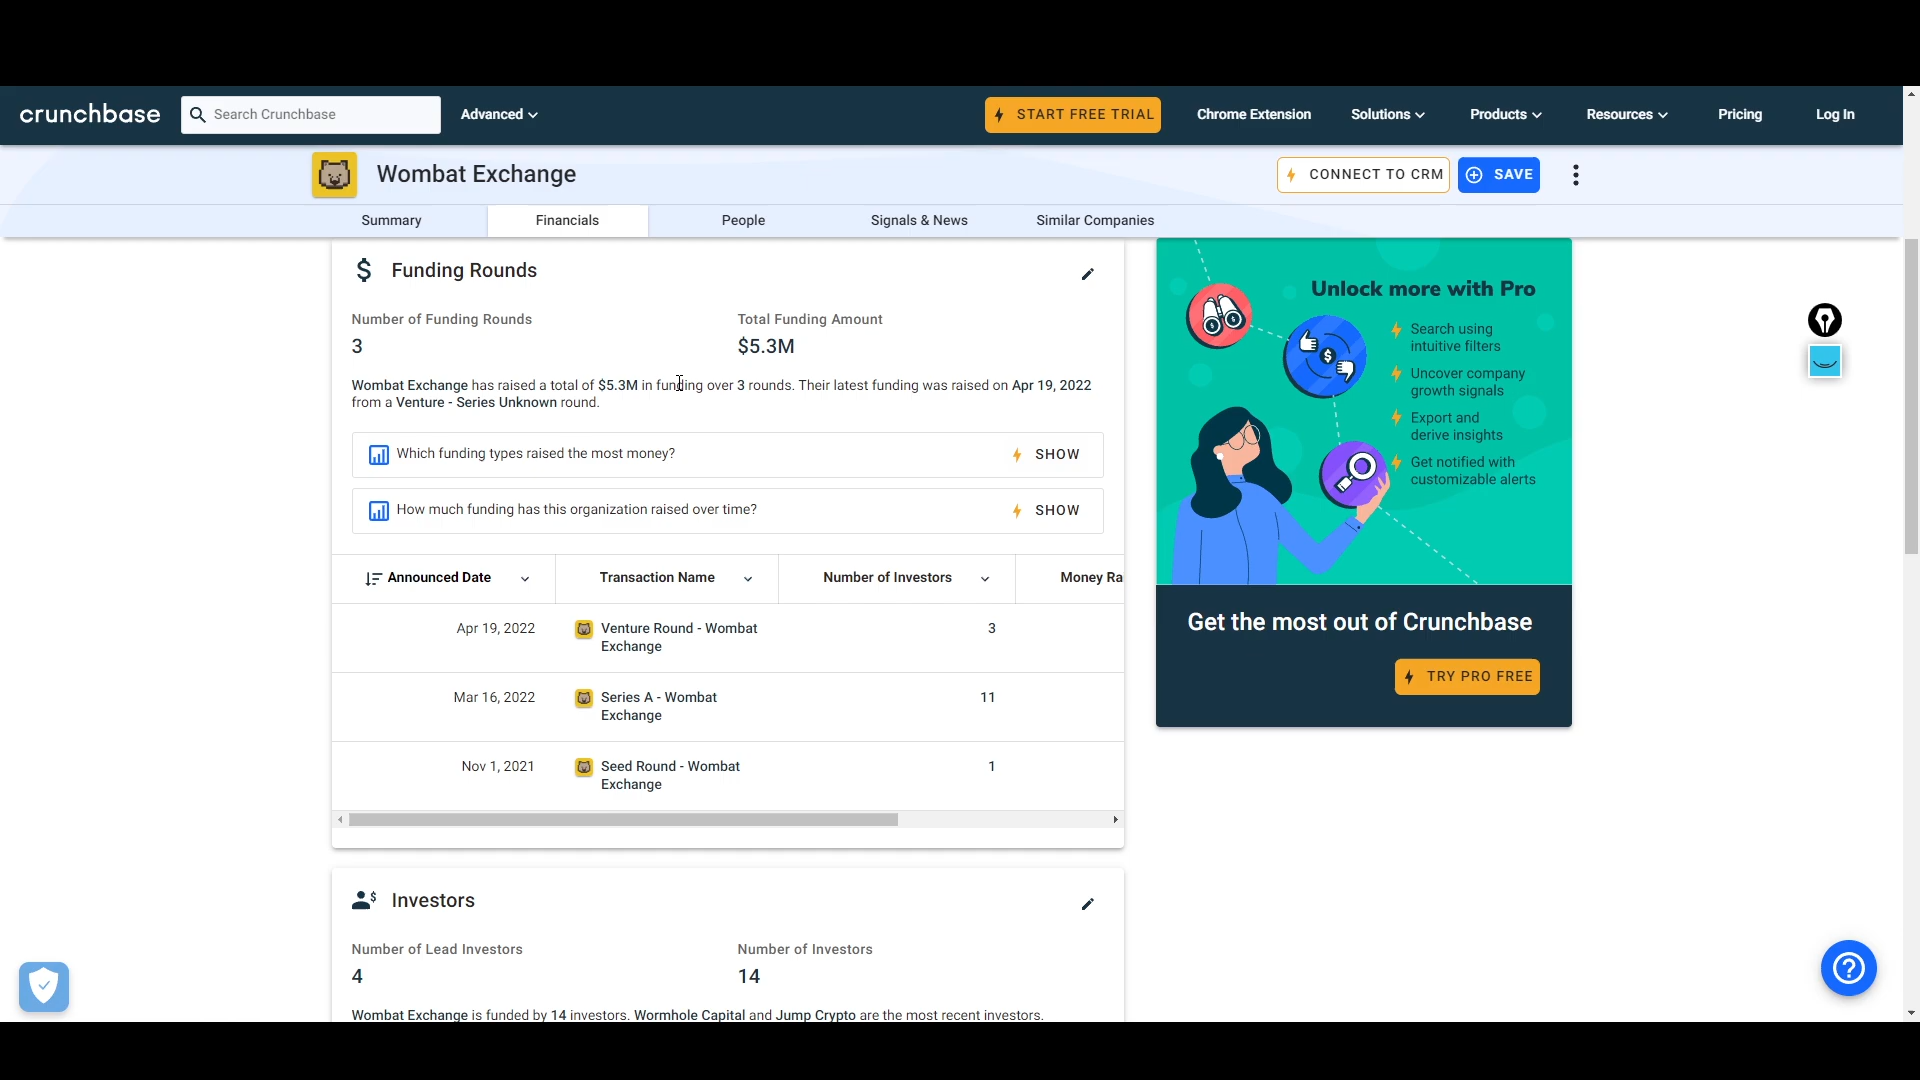 crunchbase
Search Crunchbase
Advanced
START FREE TRIAL
Chrome Extension
Solutions
Products
Resources
Pricing
Log In
Wombat Exchange
CONNECT TO CRM
SAVE
Summary
Financials
People
Signals & News
Similar Companies
Funding Rounds
Number of Funding Rounds
3
Total Funding Amount
$5.3M
Wombat Exchange has raised a total of $5.3M in funding over 3 rounds. Their latest funding was raised on Apr 19, 2022
from a Venture - Series Unknown round.
Which funding types raised the most money?
SHOW
How much funding has this organization raised over time?
SHOW
Announced Date
Transaction Name
Number of Investors
Money Ra
Apr 19, 2022
Venture Round - Wombat
Exchange
3
Mar 16, 2022
Series A - Wombat
Exchange
11
Nov 1, 2021
Seed Round - Wombat
Exchange
1
Investors
Number of Lead Investors
4
Number of Investors
14
Wombat Exchange is funded by 14 investors. Wormhole Capital and Jump Crypto are the most recent investors.
Unlock more with Pro
Search using
intuitive filters
Uncover company
growth signals
Export and
derive insights
Get notified with
customizable alerts
Get the most out of Crunchbase
TRY PRO FREE